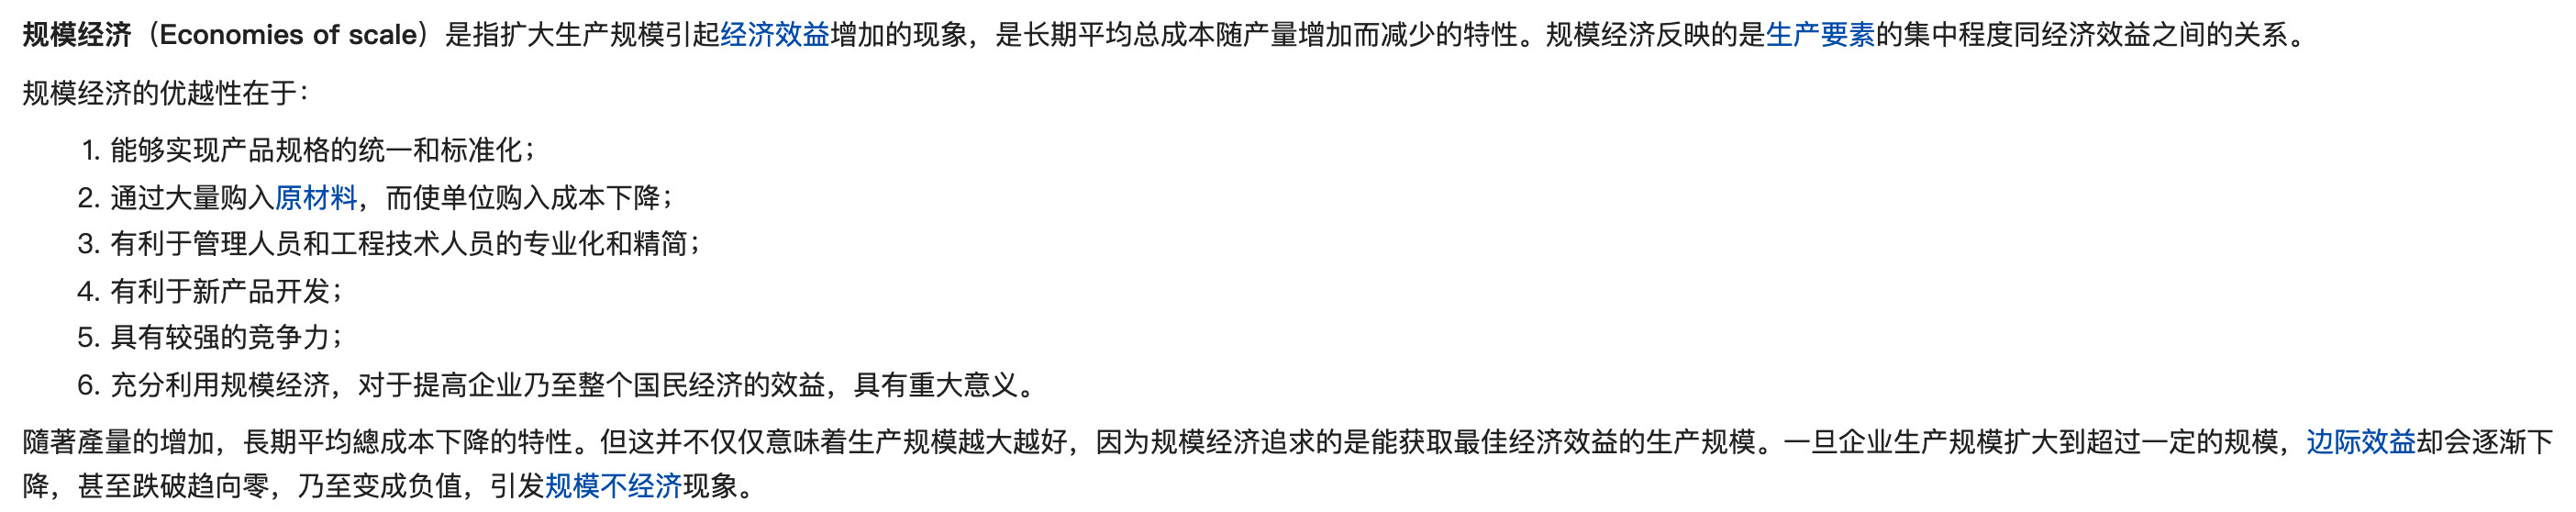 规模经济（Economies of scale）是指扩大生产规模引起经济效益增加的现象，是长期平均总成本随产量增加而减少的特性。规模经济反映的是生产要素的集中程度同经济效益之间的关系。
规模经济的优越性在于：
1. 能够实现产品规格的统一和标准化；
2. 通过大量购入原材料，而使单位购入成本下降；
3. 有利于管理人员和工程技术人员的专业化和精简；
4. 有利于新产品开发；
5. 具有较强的竞争力；
6. 充分利用规模经济，对于提高企业乃至整个国民经济的效益，具有重大意义。
隨著產量的增加，長期平均總成本下降的特性。但这并不仅仅意味着生产规模越大越好，因为规模经济追求的是能获取最佳经济效益的生产规模。一旦企业生产规模扩大到超过一定的规模，边际效益却会逐渐下
降，甚至跌破趋向零，乃至变成负值，引发规模不经济现象。